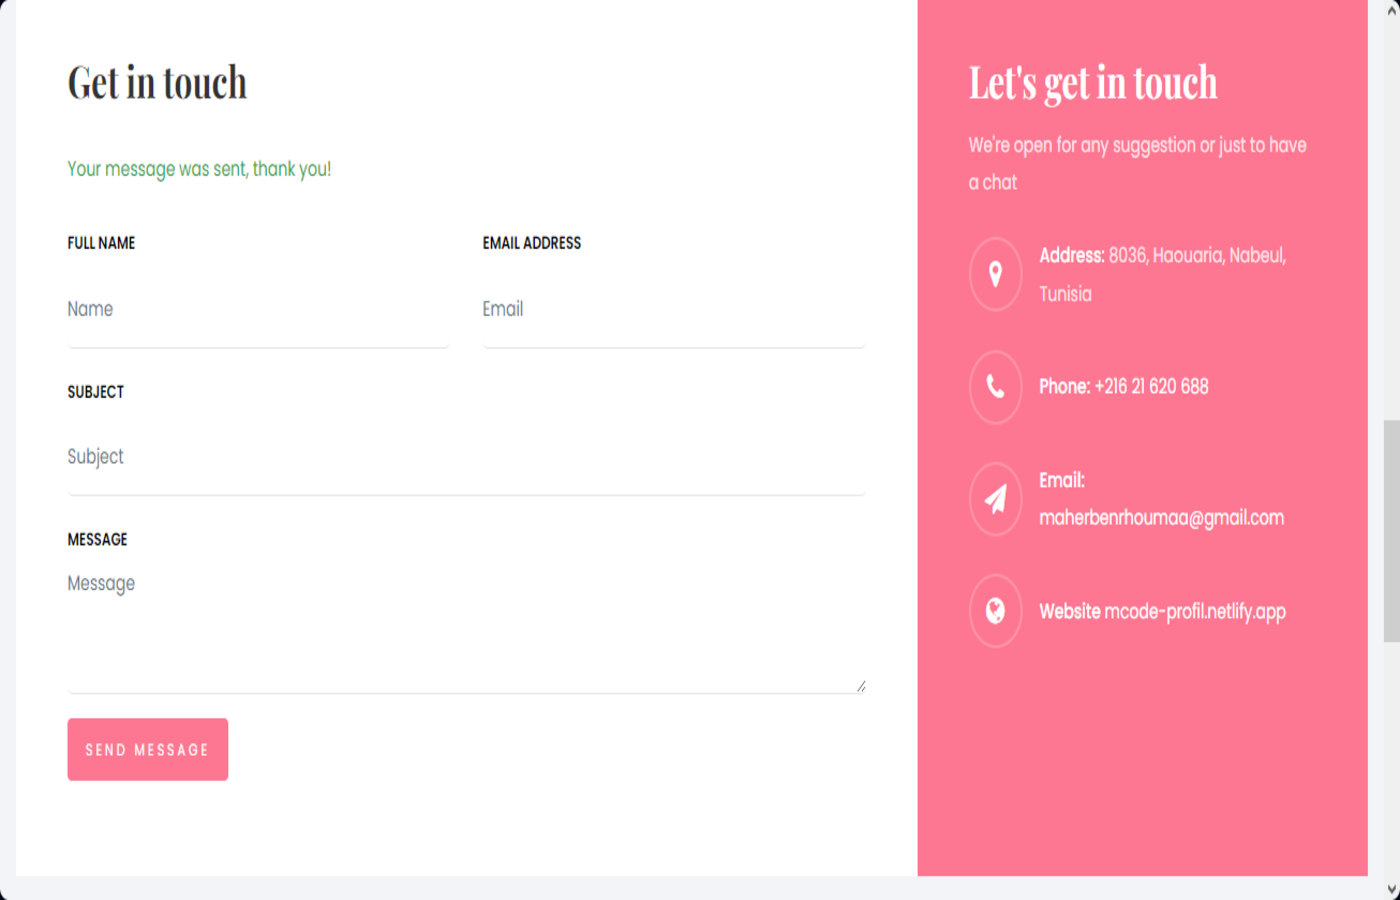 Get in touch
Your message was sent, thank you!
FULL NAME
Name
EMAIL ADDRESS
Email
SUBJECT
Subject
MESSAGE
Message
SEND MESSAGE
Let's get in touch
We're open for any suggestion or just to have
a chat
Address: 8036, Haouaria, Nabeul,
Tunisia
Phone: +216 21 620 688
Email:
maherbenrhoumaa@gmail.com
Website mcode-profil.netlify.app